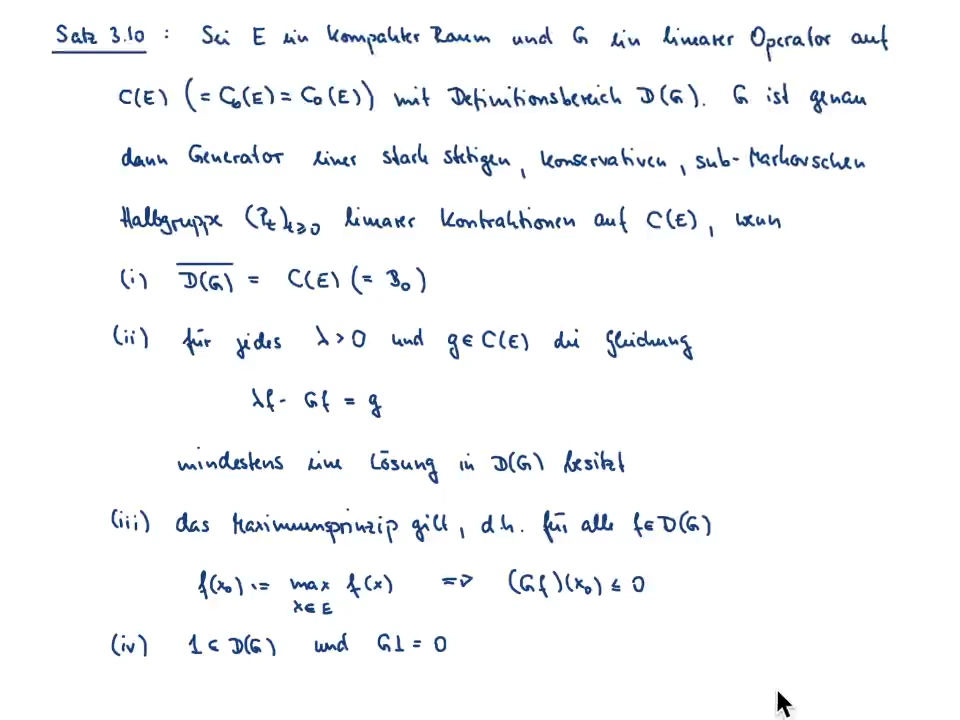 Satz 3.10 : Sei E ein kompakter Raum und G ein linearer Operator auf
C(E) (= C_b(E) = C_0(E)) mit Definitionsbereich D(G). G ist genau
dann Generator einer stark stetigen, konservativen, sub-Markovschen
Halbgruppe (P_t)_{t≥0} linearer Kontraktionen auf C(E), wenn
(i) \overline{D(G)} = C(E) (= B_0)
(ii) für jedes λ > 0 und g ∈ C(E) die Gleichung
λf - Gf = g
mindestens eine Lösung in D(G) besitzt
(iii) das Maximumsprinzip gilt, d.h. für alle f ∈ D(G)
f(x_0) := max_{x∈E} f(x) => (Gf)(x_0) ≤ 0
(iv) 1 ∈ D(G) und G1 = 0